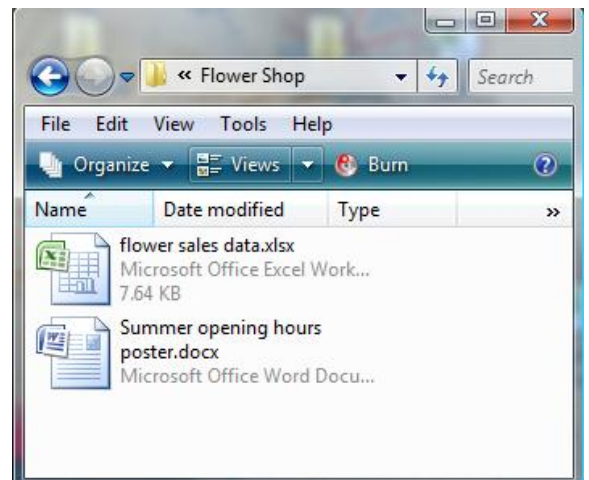 « Flower Shop Search
File Edit View Tools Help
Organize Views Burn ?
Name Date modified Type »
flower sales data.xlsx
Microsoft Office Excel Work...
7.64 KB
Summer opening hours
poster.docx
Microsoft Office Word Docu...